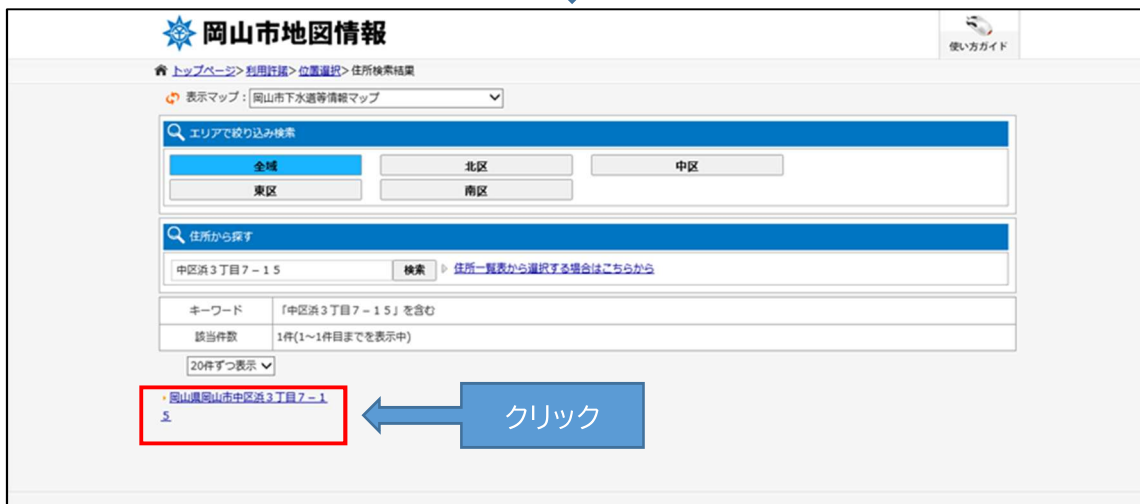 岡山市地図情報
使い方ガイド
トップページ>利用許諾>位置選択>住所検索結果
表示マップ：岡山市下水道等情報マップ
エリアで絞り込み検索
全域 北区 中区
東区 南区
住所から探す
中区浜３丁目７－１５ 検索 住所一覧表から選択する場合はこちらから
キーワード 「中区浜３丁目７－１５」を含む
該当件数 1件(1～1件目までを表示中)
20件ずつ表示
岡山県岡山市中区浜３丁目７－１
５
クリック